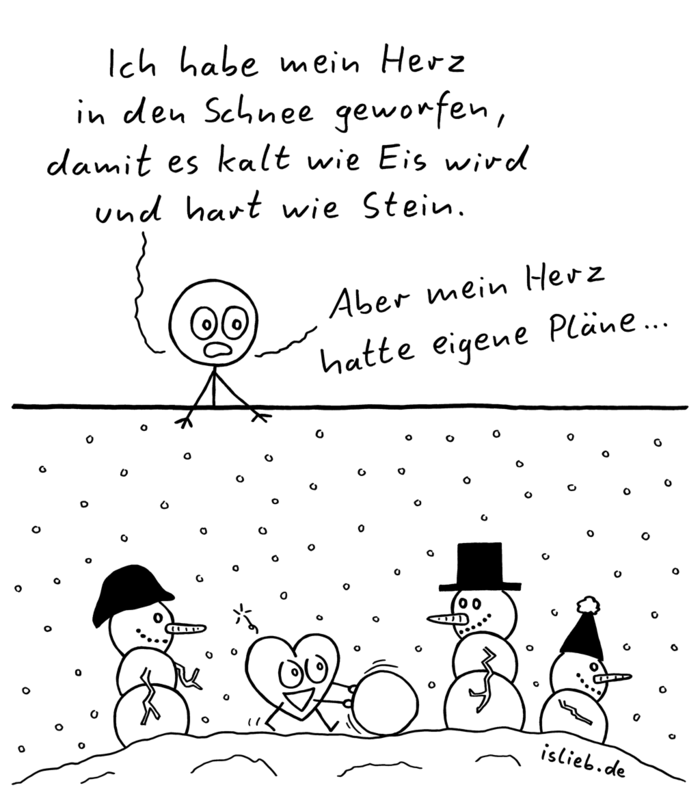 Ich habe mein Herz
in den Schnee geworfen,
damit es kalt wie Eis wird
und hart wie Stein.
Aber mein Herz
hatte eigene Pläne...
islieb.de